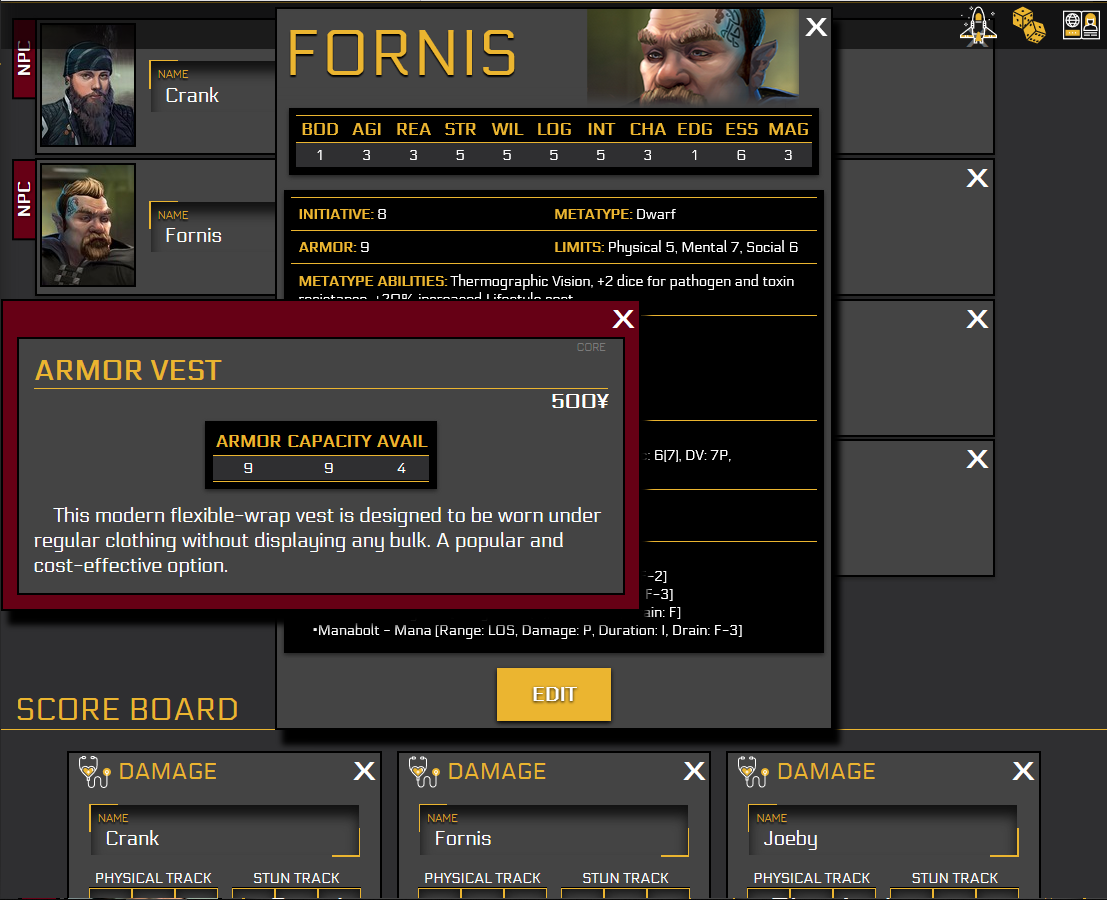 NPC
NAME
Crank
NPC
NAME
Fornis
X
FORNIS
BOD AGI REA STR WIL LOG INT CHA EDG ESS MAG
1 3 3 5 5 5 5 3 1 6 3
INITIATIVE: 8 METATYPE: Dwarf
ARMOR: 9 LIMITS: Physical 5, Mental 7, Social 6
METATYPE ABILITIES: Thermographic Vision, +2 dice for pathogen and toxin
resistance, +20% increased Lifestyle cost
X
X
X
X
CORE
ARMOR VEST
500¥
ARMOR CAPACITY AVAIL
9 9 4
This modern flexible-wrap vest is designed to be worn under
regular clothing without displaying any bulk. A popular and
cost-effective option.
: 6[7], DV: 7P,
F-2]
F-3]
ain: F]
•Manabolt - Mana [Range: LOS, Damage: P, Duration: I, Drain: F-3]
EDIT
SCORE BOARD
DAMAGE X
NAME
Crank
PHYSICAL TRACK STUN TRACK
DAMAGE X
NAME
Fornis
PHYSICAL TRACK STUN TRACK
DAMAGE X
NAME
Joeby
PHYSICAL TRACK STUN TRACK